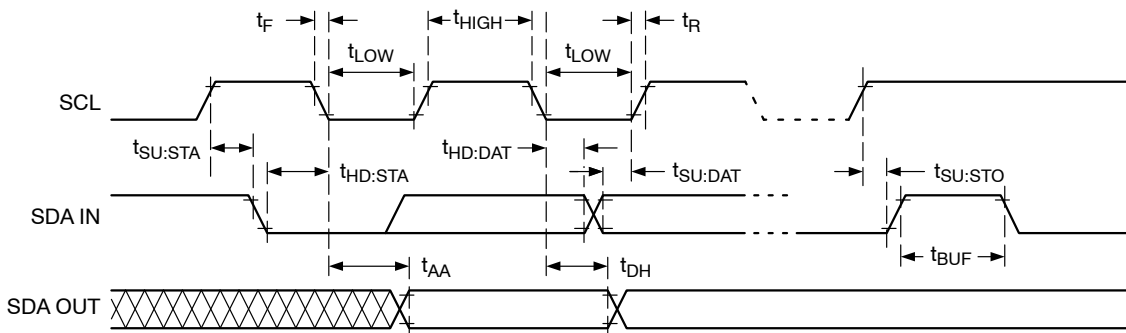 tF tHIGH tR
tLOW tLOW
SCL
tSU:STA tHD:STA tHD:DAT tSU:DAT tSU:STO
SDA IN
tAA tDH tBUF
SDA OUT